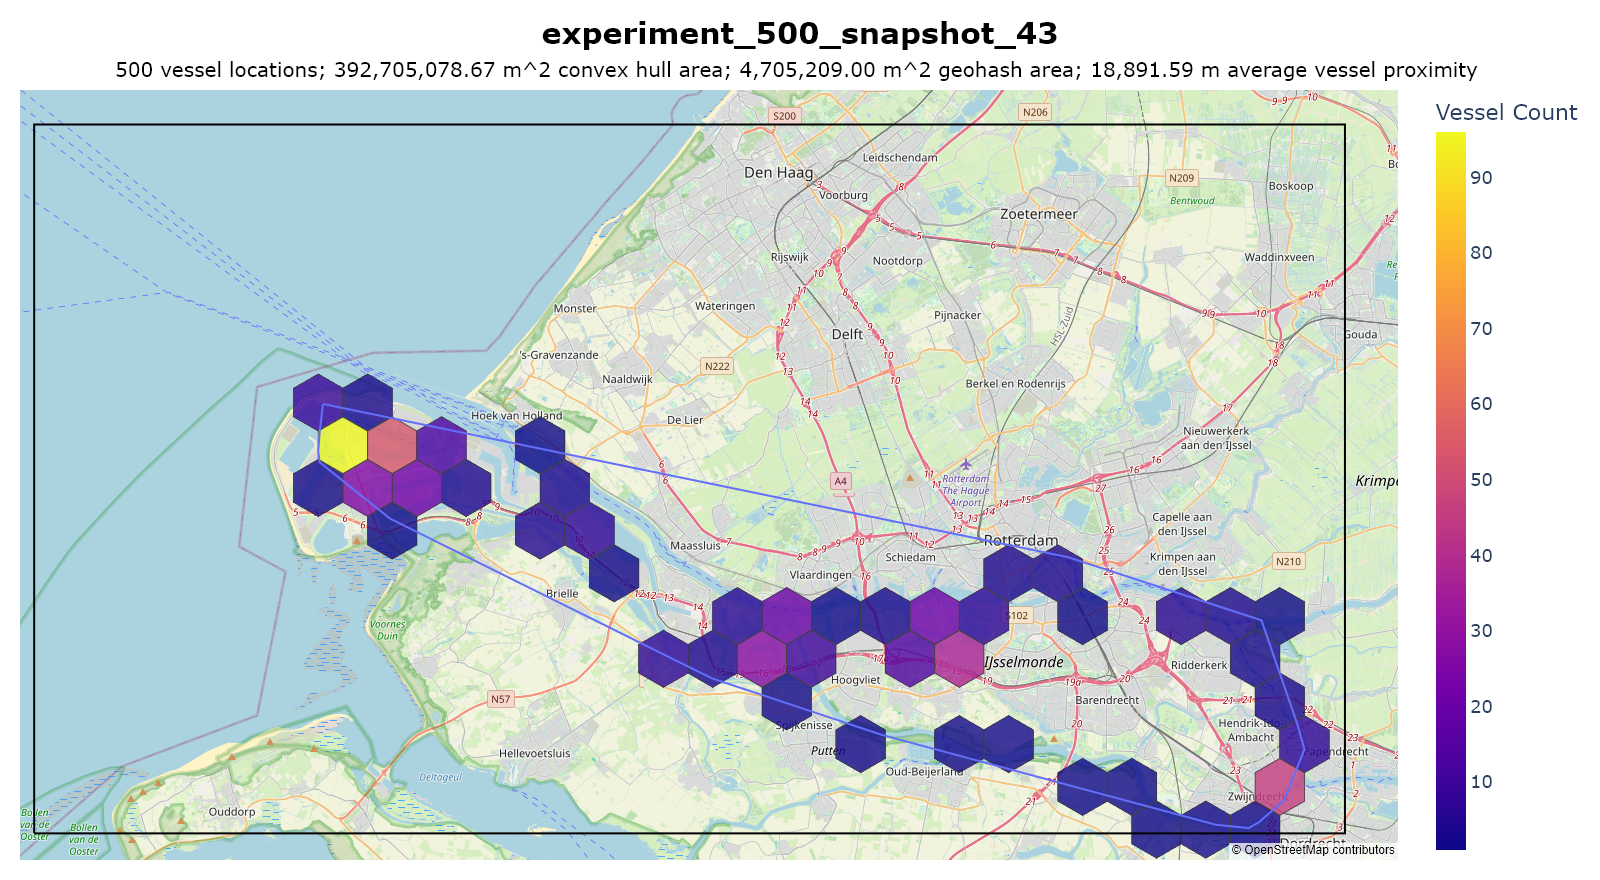 experiment_500_snapshot_43
500 vessel locations; 392,705,078.67 m^2 convex hull area; 4,705,209.00 m^2 geohash area; 18,891.59 m average vessel proximity
Vessel Count
90
80
70
60
50
40
30
20
10
S200
N206
Den Haag
Leidschendam
Voorburg
N209
Boskoop
Bentwoud
Zoetermeer
Rijswijk
Nootdorp
Waddinxveen
Monster
Wateringen
Pijnacker
HSL-Zuid
Delft
Gouda
's-Gravenzande
N222
Naaldwijk
Berkel en Rodenrijs
Hoek van Holland
De Lier
Nieuwerkerk
aan den IJssel
A4
Rotterdam
The Hague
Airport
Krimpe
Capelle aan
den IJssel
Maassluis
Rotterdam
Schiedam
Krimpen aan
den IJssel
N210
Vlaardingen
Brielle
S102
Voornes
Duin
IJsselmonde
Ridderkerk
Hoogvliet
N57
Barendrecht
Spijkenisse
Hendrik-Ido-
Ambacht
Hellevoetsluis
Putten
Papendrecht
Deltageul
Oud-Beijerland
Zwijndrecht
Ouddorp
Bollen
van de
Ooster
Bollen
van de
Ooster
Dordrecht
© OpenStreetMap contributors